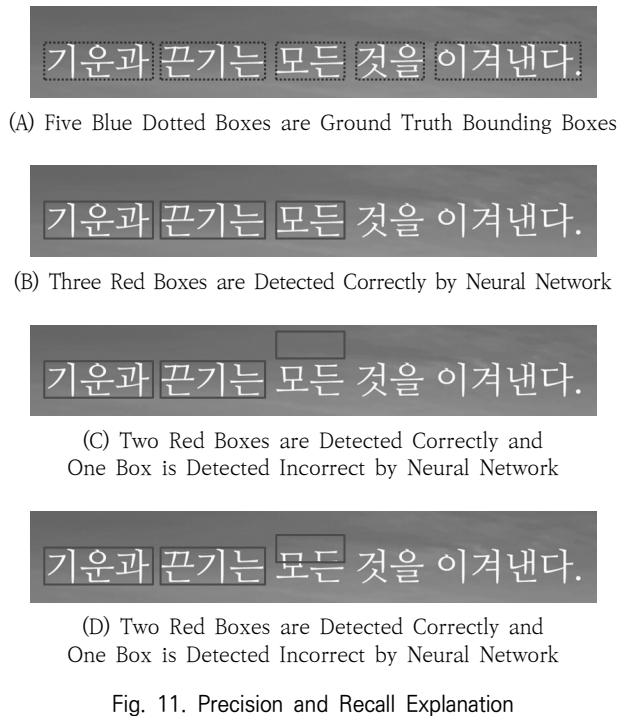 기운과 끈기는 모든 것을 이겨낸다.
(A) Five Blue Dotted Boxes are Ground Truth Bounding Boxes
기운과 끈기는 모든 것을 이겨낸다.
(B) Three Red Boxes are Detected Correctly by Neural Network
기운과 끈기는 모든 것을 이겨낸다.
(C) Two Red Boxes are Detected Correctly and
One Box is Detected Incorrect by Neural Network
기운과 끈기는 모든 것을 이겨낸다.
(D) Two Red Boxes are Detected Correctly and
One Box is Detected Incorrect by Neural Network
Fig. 11. Precision and Recall Explanation